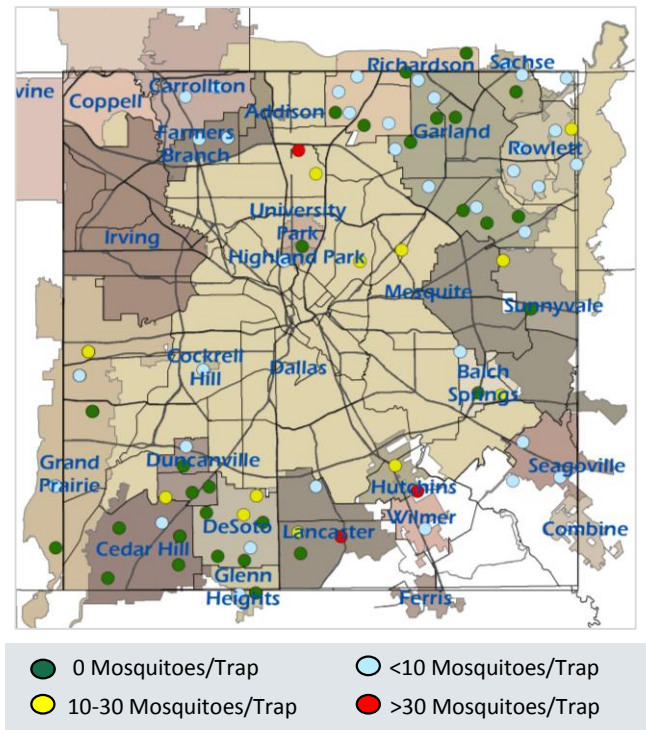 Richardson
Sachse
vine
Coppell
Carrollton
Addison
Farmers
Branch
Garland
Rowlett
University
Park
Irving
Highland Park
Mesquite
Sunnyvale
Cockrell
Hill
Dallas
Balch
Springs
Grand
Prairie
Duncanville
Seagoville
Hutchins
DeSoto
Lancaster
Wilmer
Combine
Cedar Hill
Glenn
Heights
Ferris
0 Mosquitoes/Trap
<10 Mosquitoes/Trap
10-30 Mosquitoes/Trap
>30 Mosquitoes/Trap